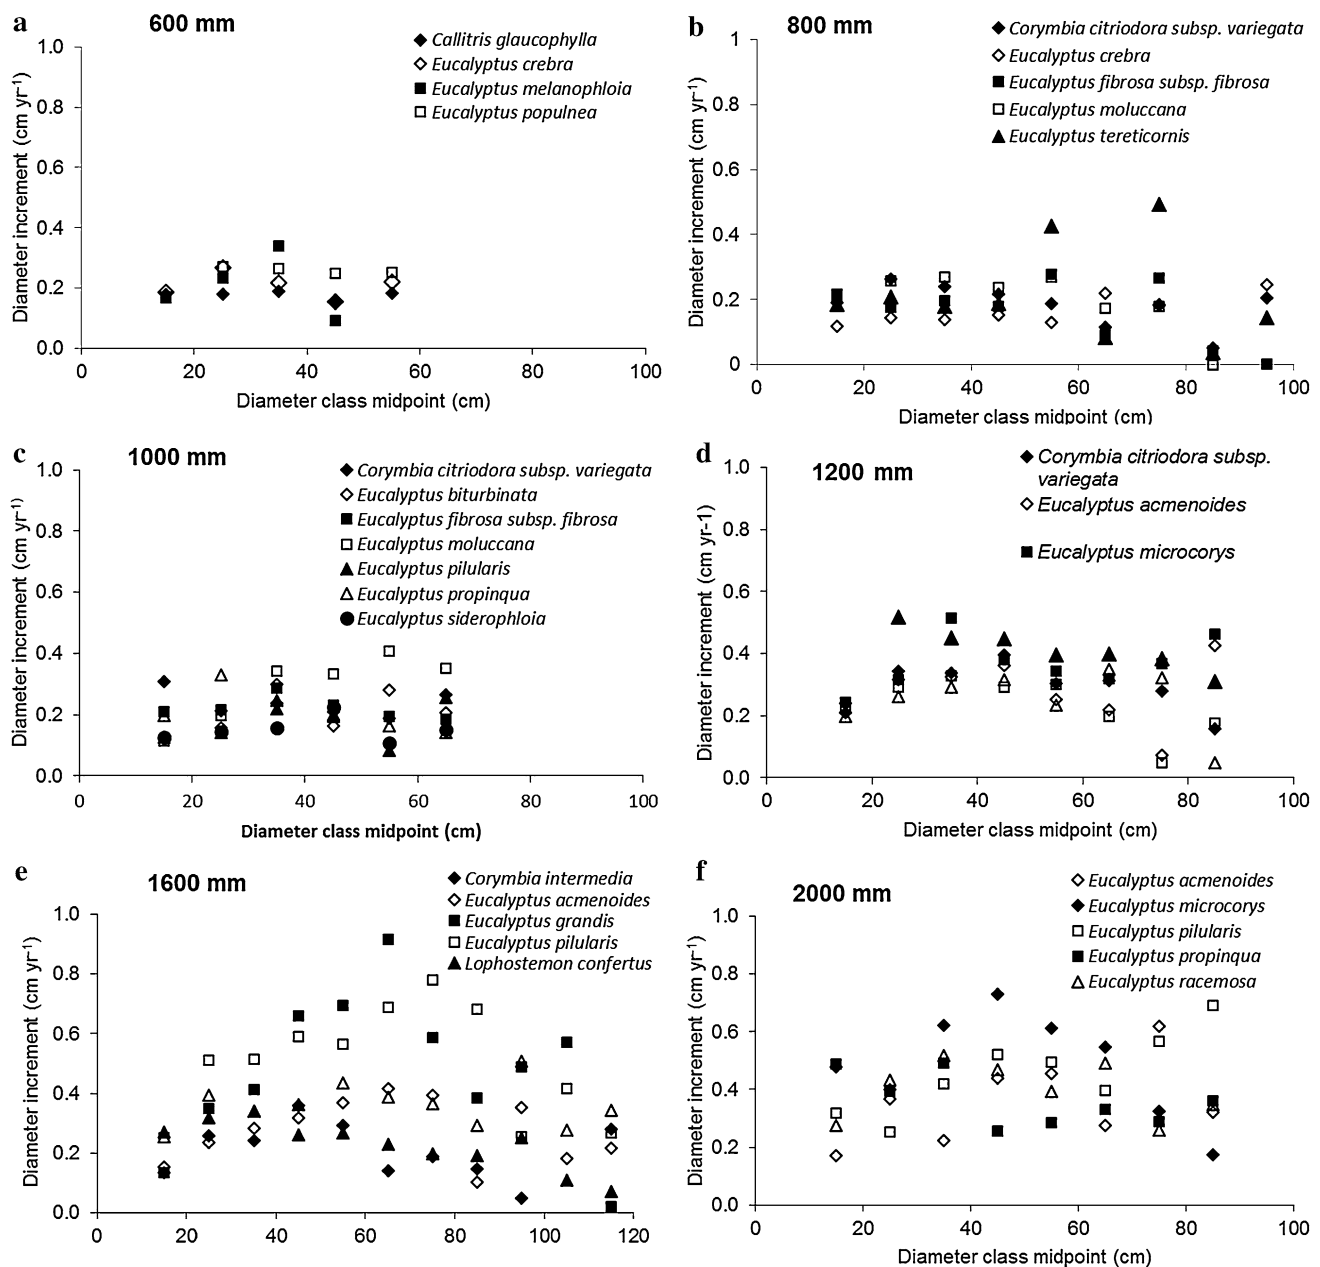 a
600 mm
Callitris glaucophylla
Eucalyptus crebra
Eucalyptus melanophloia
Eucalyptus populnea
1.0
0.8
0.6
0.4
0.2
0.0
Diameter increment (cm yr⁻¹)
0 20 40 60 80 100
Diameter class midpoint (cm)
b
800 mm
Corymbia citriodora subsp. variegata
Eucalyptus crebra
Eucalyptus fibrosa subsp. fibrosa
Eucalyptus moluccana
Eucalyptus tereticornis
1
0.8
0.6
0.4
0.2
0
Diameter increment (cm yr⁻¹)
0 20 40 60 80 100
Diameter class midpoint (cm)
c
1000 mm
Corymbia citriodora subsp. variegata
Eucalyptus biturbinata
Eucalyptus fibrosa subsp. fibrosa
Eucalyptus moluccana
Eucalyptus pilularis
Eucalyptus propinqua
Eucalyptus siderophloia
1.0
0.8
0.6
0.4
0.2
0.0
Diameter increment (cm yr⁻¹)
0 20 40 60 80 100
Diameter class midpoint (cm)
d
1200 mm
Corymbia citriodora subsp.
variegata
Eucalyptus acmenoides
Eucalyptus microcorys
1.0
0.8
0.6
0.4
0.2
0.0
Diameter increment (cm yr-1)
0 20 40 60 80 100
Diameter class midpoint (cm)
e
1600 mm
Corymbia intermedia
Eucalyptus acmenoides
Eucalyptus grandis
Eucalyptus pilularis
Lophostemon confertus
1.0
0.8
0.6
0.4
0.2
0.0
Diameter increment (cm yr⁻¹)
0 20 40 60 80 100 120
Diameter class midpoint (cm)
f
2000 mm
Eucalyptus acmenoides
Eucalyptus microcorys
Eucalyptus pilularis
Eucalyptus propinqua
Eucalyptus racemosa
1.0
0.8
0.6
0.4
0.2
0.0
Diameter increment (cm yr⁻¹)
0 20 40 60 80 100
Diameter class midpoint (cm)